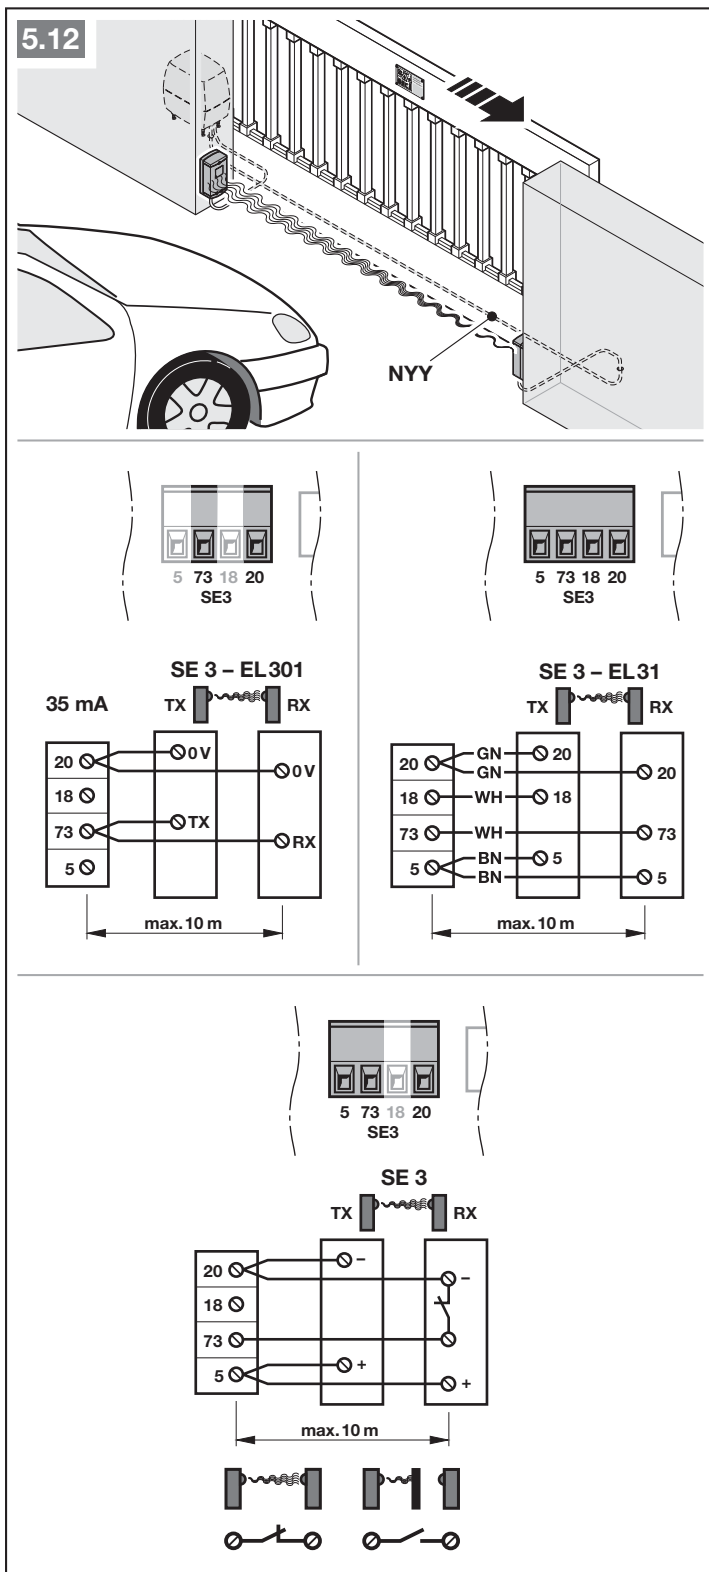 5.12
NYY
5 73 18 20
SE3
SE 3 – EL301
35 mA
TX RX
20 0 V
0 V
18
73 TX
RX
5
max. 10 m
5 73 18 20
SE3
SE 3 – EL31
TX RX
20 GN 20
GN 20
18 WH 18
73 WH 73
5 BN 5
BN 5
max. 10 m
5 73 18 20
SE3
SE 3
TX RX
20 –
–
18
73
5 +
+
max. 10 m